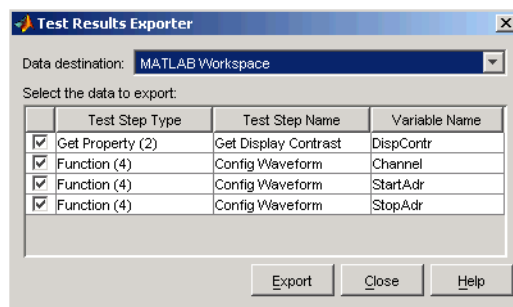 Test Results Exporter
Data destination: MATLAB Workspace
Select the data to export:
Test Step Type Test Step Name Variable Name
Get Property (2) Get Display Contrast DispContr
Function (4) Config Waveform Channel
Function (4) Config Waveform StartAdr
Function (4) Config Waveform StopAdr
Export Close Help